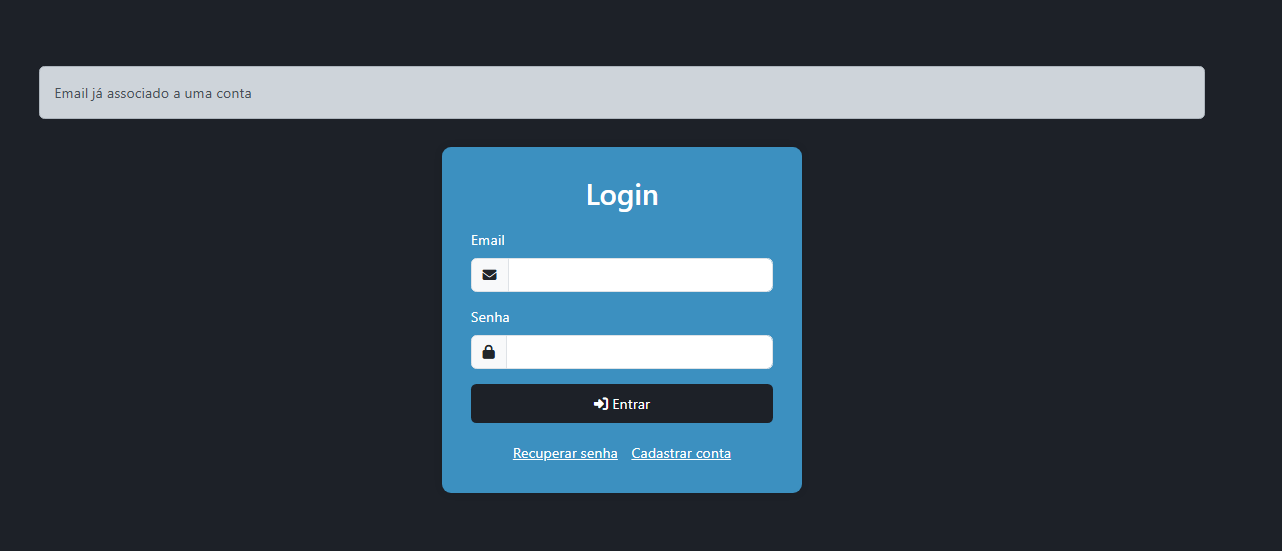 Email já associado a uma conta
Login
Email
Senha
Entrar
Recuperar senha Cadastrar conta